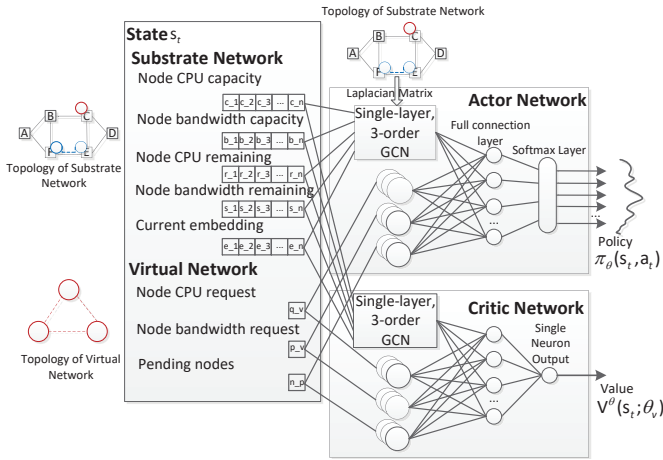 Topology of Substrate Network
B
C
A
D
F
E
Laplacian Matrix
State s_t
Substrate Network
Node CPU capacity
c_1 c_2 c_3 ... c_n
Node bandwidth capacity
b_1 b_2 b_3 ... b_n
Node CPU remaining
r_1 r_2 r_3 ... r_n
Node bandwidth remaining
s_1 s_2 s_3 ... s_n
Current embedding
e_1 e_2 e_3 ... e_n
Virtual Network
Node CPU request
q_v
Node bandwidth request
p_v
Pending nodes
n_p
B
C
A
D
F
E
Topology of Substrate
Network
Topology of Virtual
Network
Actor Network
Single-layer,
3-order
GCN
Full connection
layer
...
Softmax Layer
...
Policy
π_θ(s_t,a_t)
Critic Network
Single-layer,
3-order
GCN
...
Single
Neuron
Output
Value
V^θ(s_t;θ_v)